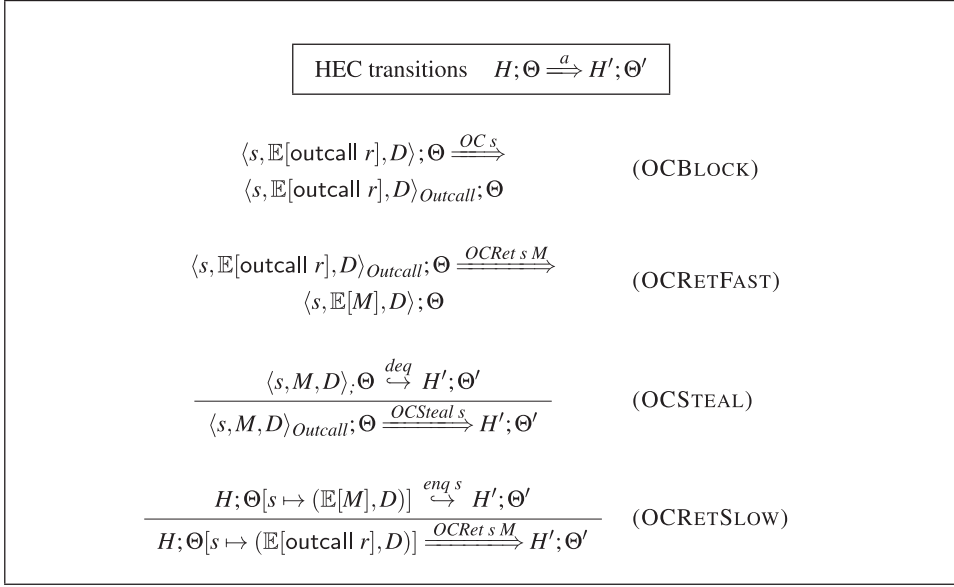 HEC transitions H;Θ =a⇒ H′;Θ′
⟨s,𝔼[outcall r],D⟩;Θ =OC s⇒
⟨s,𝔼[outcall r],D⟩Outcall;Θ (OCBLOCK)
⟨s,𝔼[outcall r],D⟩Outcall;Θ =OCRet s M⇒
⟨s,𝔼[M],D⟩;Θ (OCRETFAST)
⟨s,M,D⟩;Θ ↪deq H′;Θ′
⟨s,M,D⟩Outcall;Θ =OCSteal s⇒ H′;Θ′ (OCSTEAL)
H;Θ[s ↦ (𝔼[M],D)] ↪enq s H′;Θ′
H;Θ[s ↦ (𝔼[outcall r],D)] =OCRet s M⇒ H′;Θ′ (OCRETSLOW)